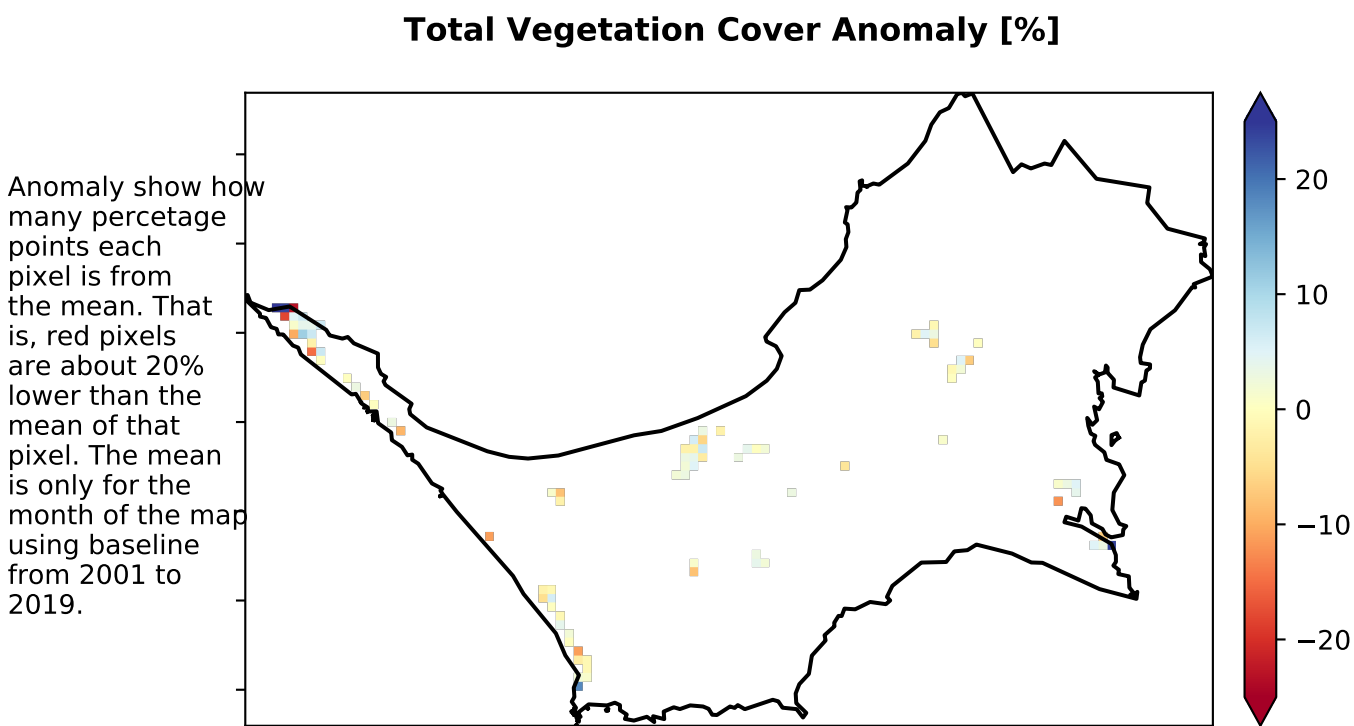 Total Vegetation Cover Anomaly [%]
Anomaly show how
many percetage
points each
pixel is from
the mean. That
is, red pixels
are about 20%
lower than the
mean of that
pixel. The mean
is only for the
month of the map
using baseline
from 2001 to
2019.
20
10
0
−10
−20